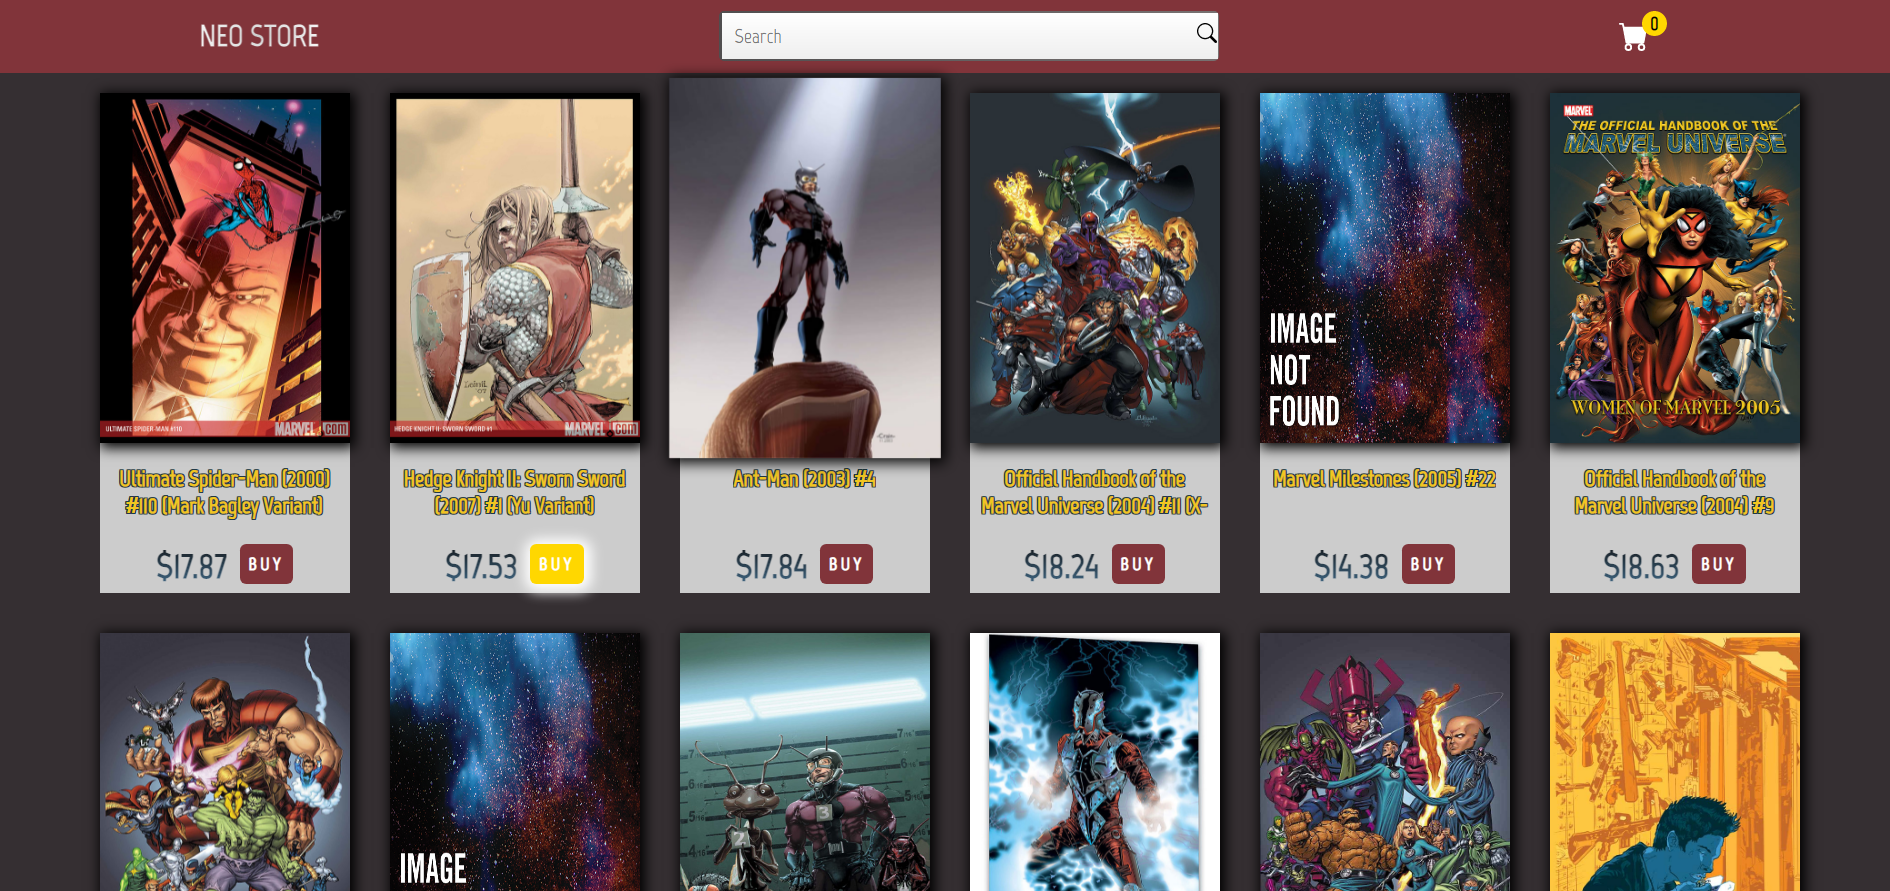 NEO STORE
Search
0
ULTIMATE SPIDER-MAN #110
MARVEL.com
HEDGE KNIGHT II: SWORN SWORD #1
MARVEL.com
IMAGE
NOT
FOUND
MARVEL
THE OFFICIAL HANDBOOK OF THE
MARVEL UNIVERSE
WOMEN OF MARVEL 2005
Ultimate Spider-Man (2000)
#110 (Mark Bagley Variant)
Hedge Knight II: Sworn Sword
(2007) #1 (Yu Variant)
Ant-Man (2003) #4
Official Handbook of the
Marvel Universe (2004) #11 (X-
Marvel Milestones (2005) #22
Official Handbook of the
Marvel Universe (2004) #9
$17.87 BUY
$17.53 BUY
$17.84 BUY
$18.24 BUY
$14.38 BUY
$18.63 BUY
IMAGE
2
3